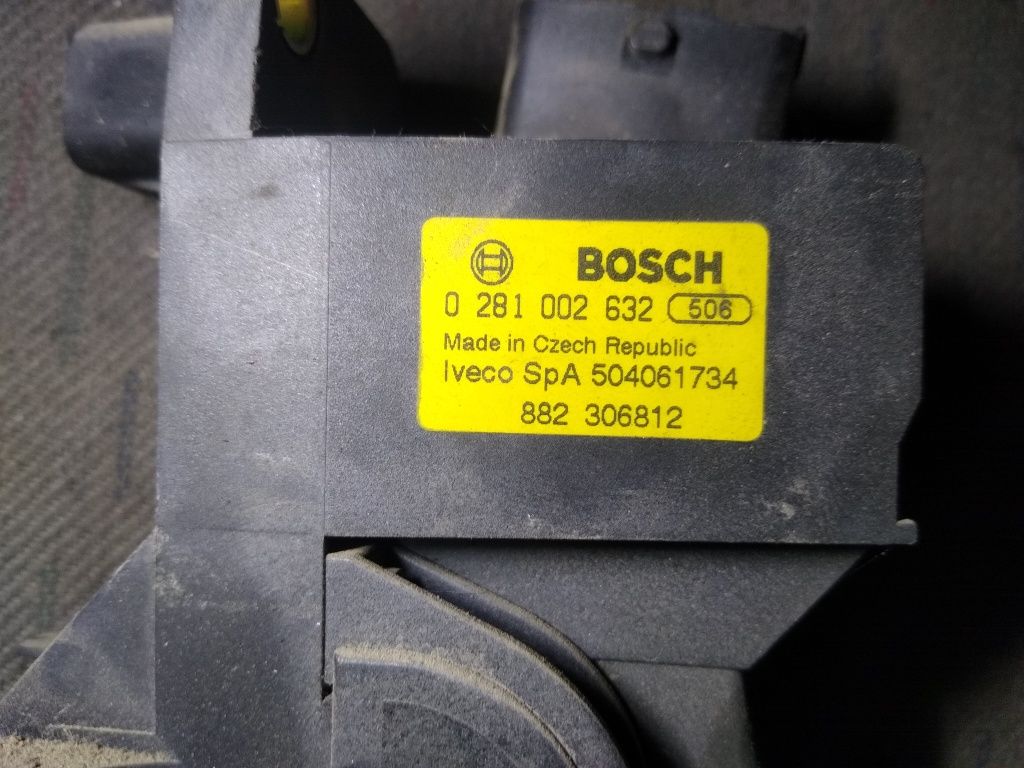 BOSCH
0 281 002 632 506
Made in Czech Republic
Iveco SpA 504061734
882 306812